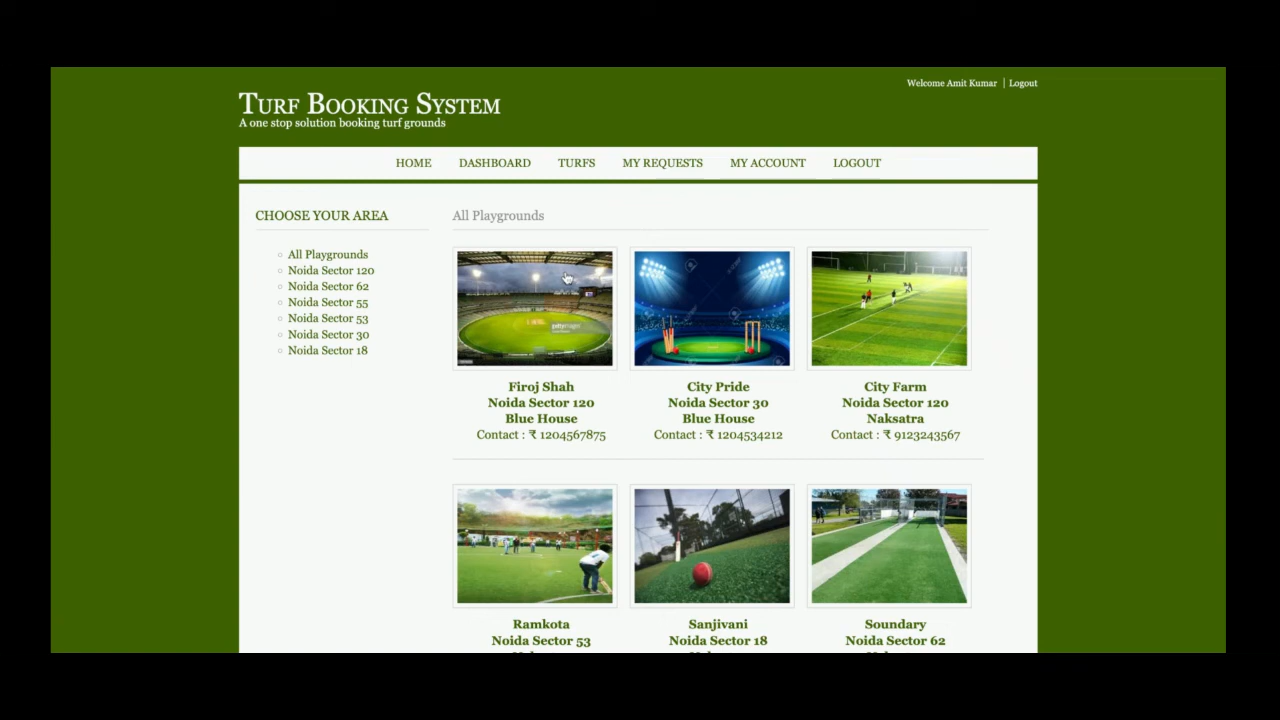 Welcome Amit Kumar | Logout
TURF BOOKING SYSTEM
A one stop solution booking turf grounds
HOME DASHBOARD TURFS MY REQUESTS MY ACCOUNT LOGOUT
CHOOSE YOUR AREA
All Playgrounds
Noida Sector 120
Noida Sector 62
Noida Sector 55
Noida Sector 53
Noida Sector 30
Noida Sector 18
All Playgrounds
Firoj Shah
Noida Sector 120
Blue House
Contact : ₹ 1204567875
City Pride
Noida Sector 30
Blue House
Contact : ₹ 1204534212
City Farm
Noida Sector 120
Naksatra
Contact : ₹ 9123243567
Ramkota
Noida Sector 53
Sanjivani
Noida Sector 18
Soundary
Noida Sector 62